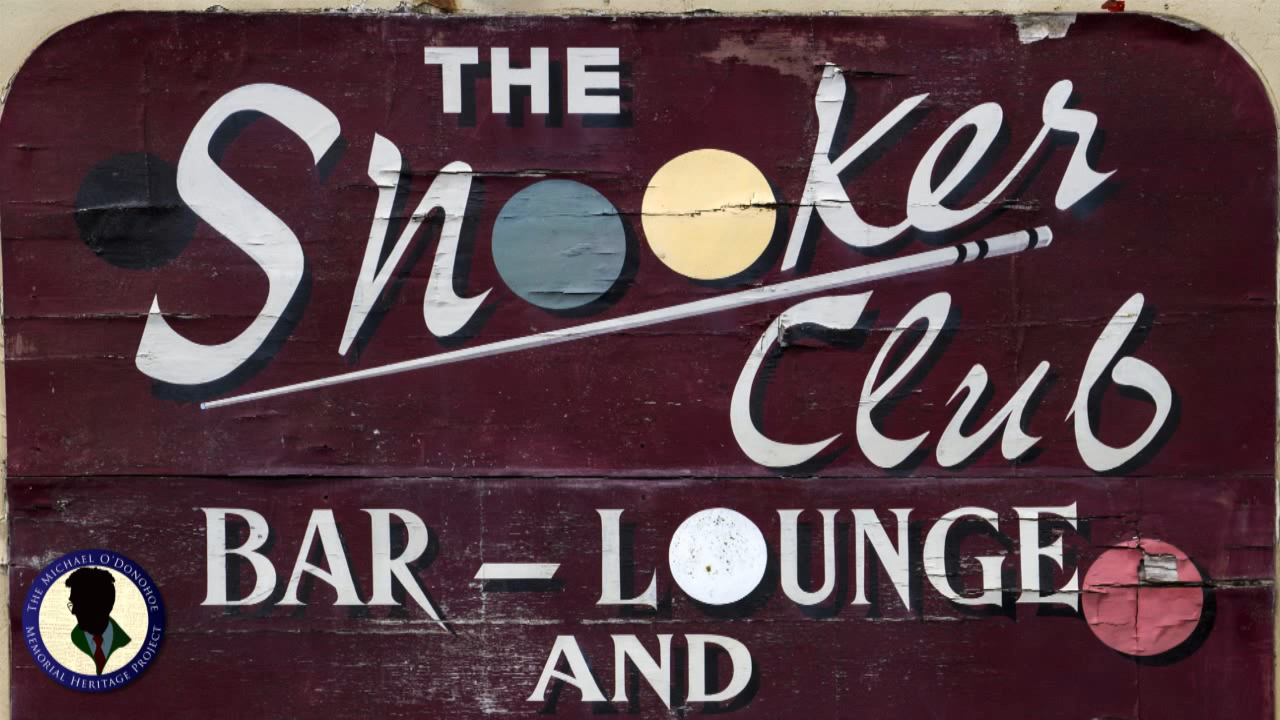 THE
Snooker
Club
BAR – LOUNGE
AND
THE MICHAEL O'DONOHOE
MEMORIAL HERITAGE PROJECT